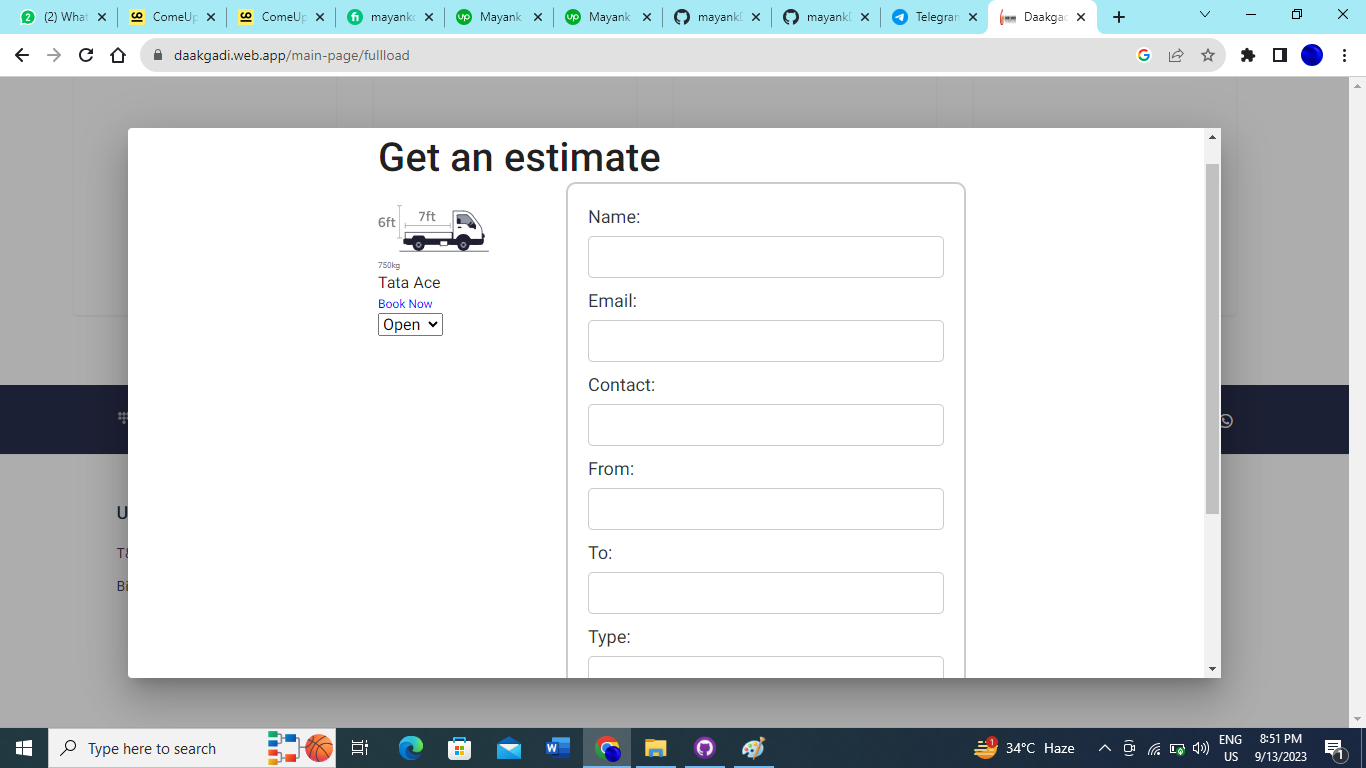 (2) What
ComeUp
ComeUp
mayank
Mayank
Mayank
mayank
mayank
Telegram
Daakgad
daakgadi.web.app/main-page/fullload
Get an estimate
6ft
7ft
750kg
Tata Ace
Book Now
Open
Name:
Email:
Contact:
From:
To:
Type:
U
T&
Bi
Type here to search
34°C Haze
ENG
US
8:51 PM
9/13/2023
1